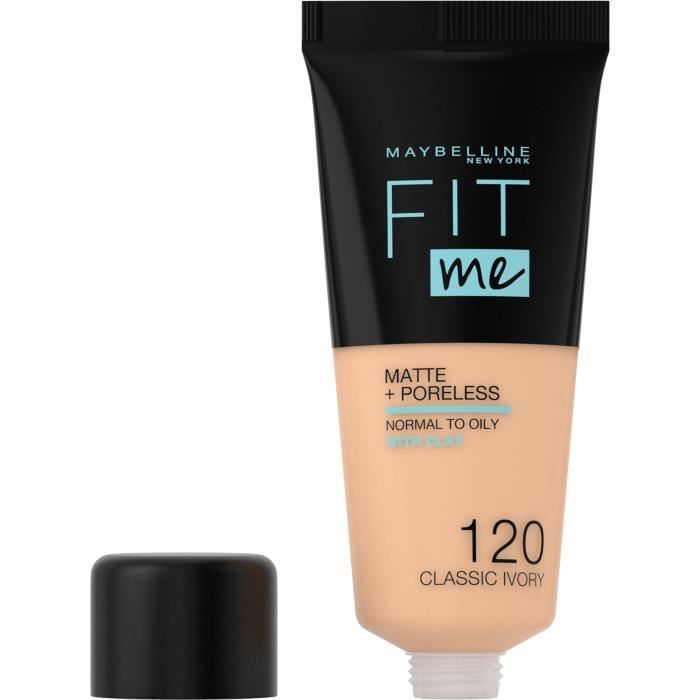 MAYBELLINE
NEW YORK
FIT
me
MATTE
+ PORELESS
NORMAL TO OILY
WITH CLAY
120
CLASSIC IVORY